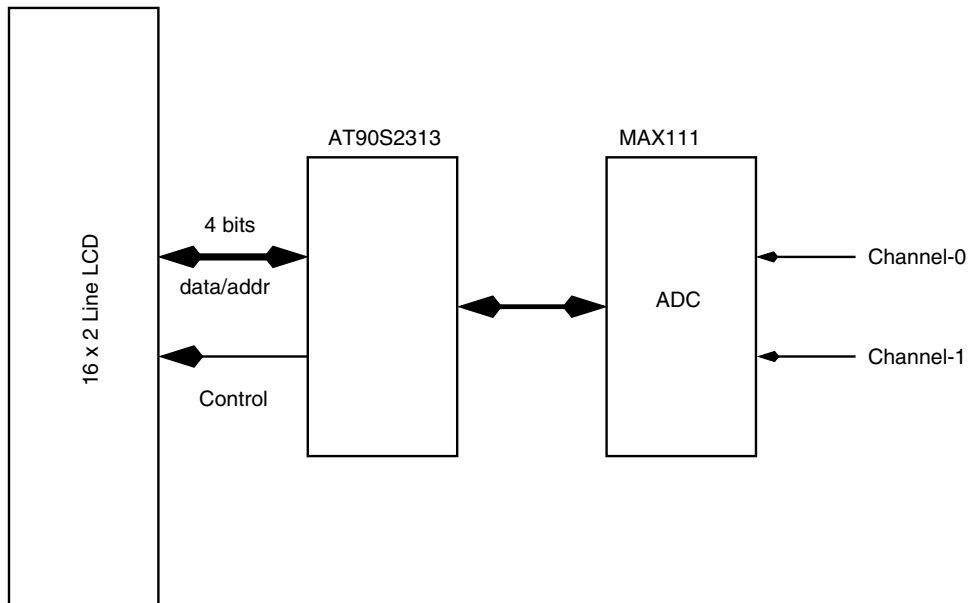 16 x 2 Line LCD
4 bits
data/addr
Control
AT90S2313
MAX111
ADC
Channel-0
Channel-1